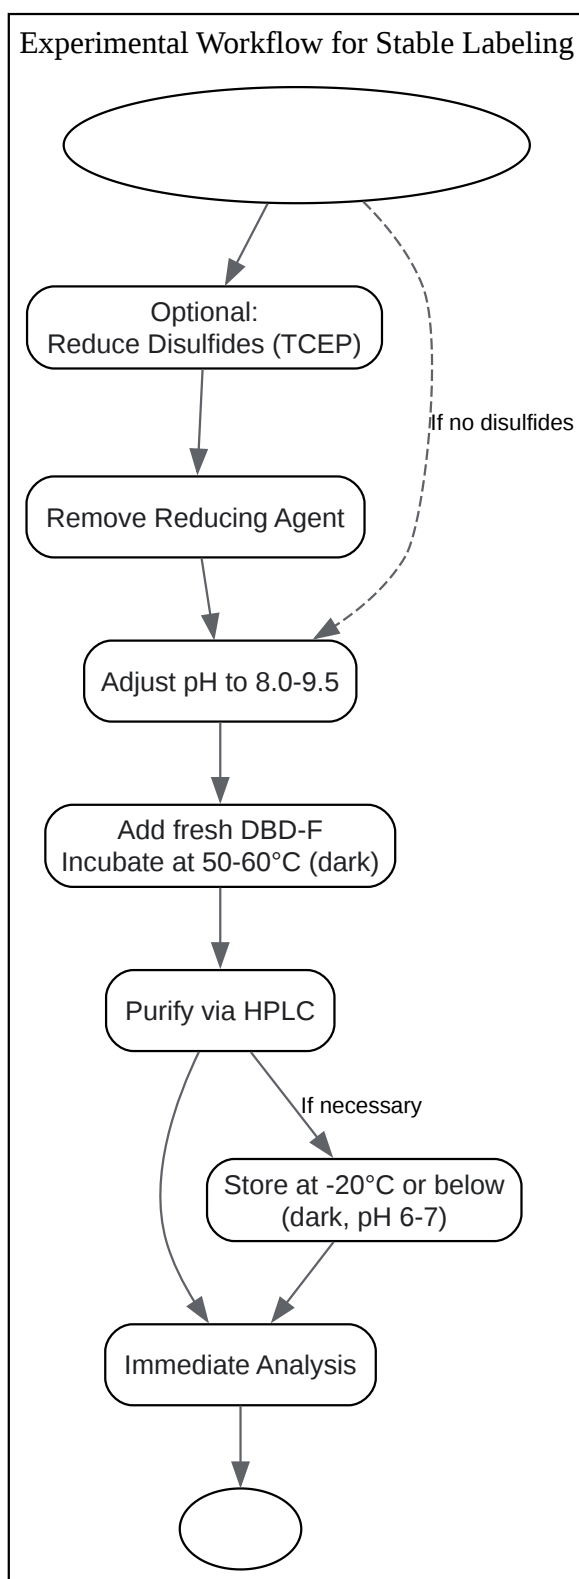 Experimental Workflow for Stable Labeling
Optional:
Reduce Disulfides (TCEP)
If no disulfides
Remove Reducing Agent
Adjust pH to 8.0-9.5
Add fresh DBD-F
Incubate at 50-60°C (dark)
Purify via HPLC
If necessary
Store at -20°C or below
(dark, pH 6-7)
Immediate Analysis